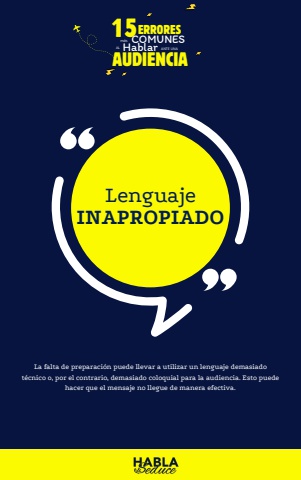 15 ERRORES
más COMUNES
al Hablar ANTE UNA
AUDIENCIA
Lenguaje
INAPROPIADO
La falta de preparación puede llevar a utilizar un lenguaje demasiado
técnico o, por el contrario, demasiado coloquial para la audiencia. Esto puede
hacer que el mensaje no llegue de manera efectiva.
HABLA
&Seduce